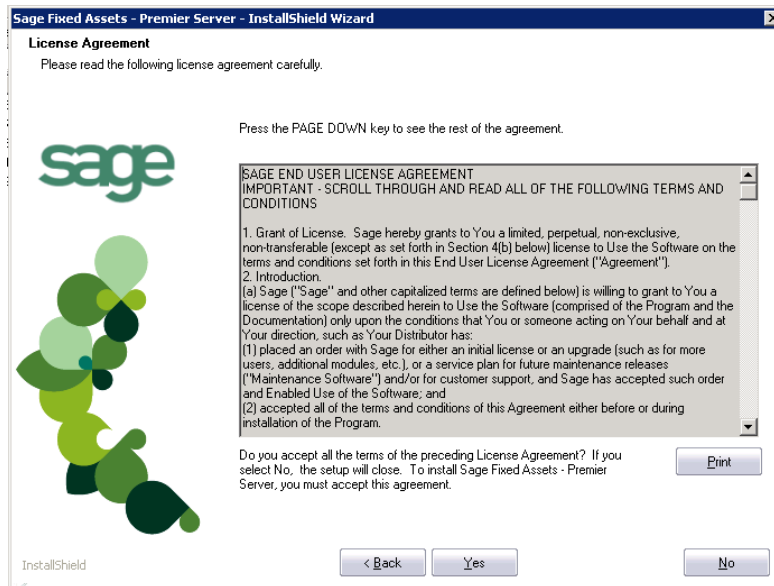 Sage Fixed Assets - Premier Server - InstallShield Wizard
License Agreement
Please read the following license agreement carefully.
Press the PAGE DOWN key to see the rest of the agreement.
sage
SAGE END USER LICENSE AGREEMENT
IMPORTANT - SCROLL THROUGH AND READ ALL OF THE FOLLOWING TERMS AND
CONDITIONS
1. Grant of License.  Sage hereby grants to You a limited, perpetual, non-exclusive,
non-transferable (except as set forth in Section 4(b) below) license to Use the Software on the
terms and conditions set forth in this End User License Agreement ("Agreement").
2. Introduction.
(a) Sage ("Sage" and other capitalized terms are defined below) is willing to grant to You a
license of the scope described herein to Use the Software (comprised of the Program and the
Documentation) only upon the conditions that You or someone acting on Your behalf and at
Your direction, such as Your Distributor has:
(1) placed an order with Sage for either an initial license or an upgrade (such as for more
users, additional modules, etc.), or a service plan for future maintenance releases
("Maintenance Software") and/or for customer support, and Sage has accepted such order
and Enabled Use of the Software; and
(2) accepted all of the terms and conditions of this Agreement either before or during
installation of the Program.
Do you accept all the terms of the preceding License Agreement?  If you
select No,  the setup will close.  To install Sage Fixed Assets - Premier
Server, you must accept this agreement.
Print
InstallShield
< Back
Yes
No